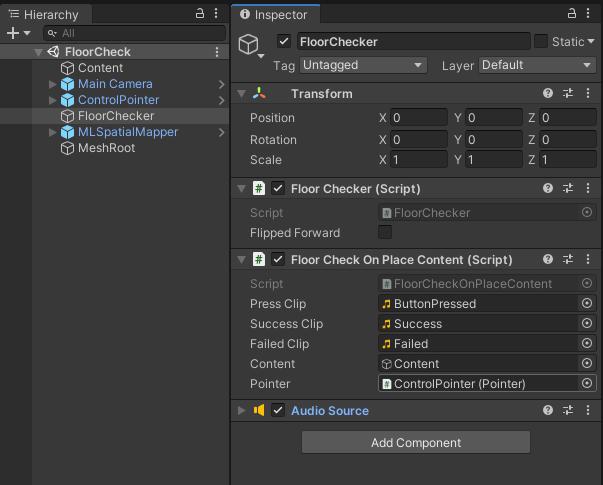 Hierarchy
All
FloorCheck
Content
Main Camera
ControlPointer
FloorChecker
MLSpatialMapper
MeshRoot
Inspector
FloorChecker Static
Tag Untagged Layer Default
Transform
Position X 0 Y 0 Z 0
Rotation X 0 Y 0 Z 0
Scale X 1 Y 1 Z 1
# Floor Checker (Script)
Script # FloorChecker
Flipped Forward
# Floor Check On Place Content (Script)
Script # FloorCheckOnPlaceContent
Press Clip ButtonPressed
Success Clip Success
Failed Clip Failed
Content Content
Pointer # ControlPointer (Pointer)
Audio Source
Add Component